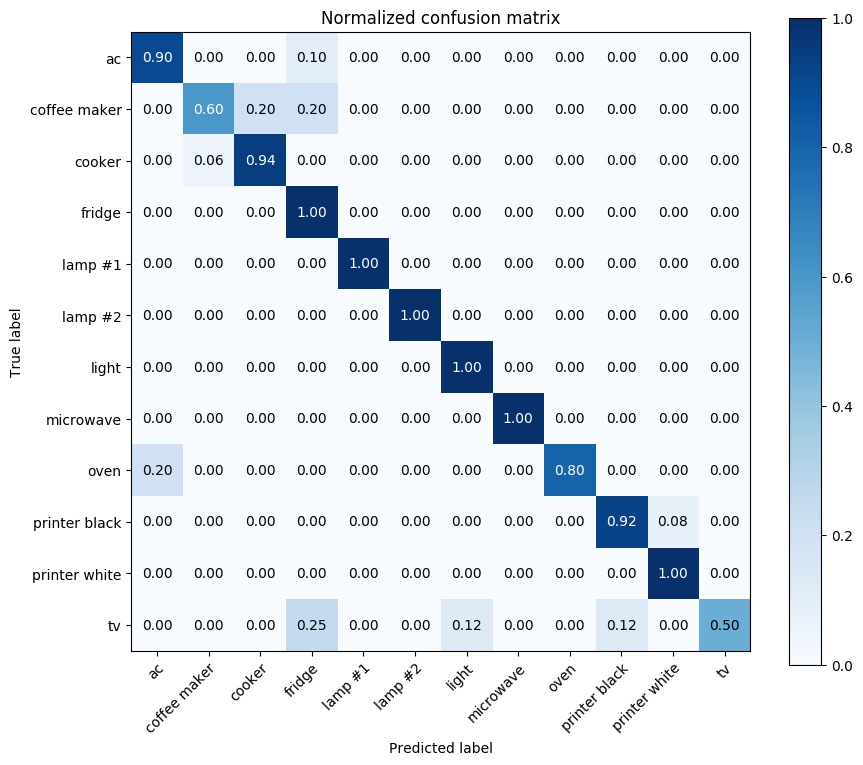 Normalized confusion matrix
True label
ac 0.90 0.00 0.00 0.10 0.00 0.00 0.00 0.00 0.00 0.00 0.00 0.00
coffee maker 0.00 0.60 0.20 0.20 0.00 0.00 0.00 0.00 0.00 0.00 0.00 0.00
cooker 0.00 0.06 0.94 0.00 0.00 0.00 0.00 0.00 0.00 0.00 0.00 0.00
fridge 0.00 0.00 0.00 1.00 0.00 0.00 0.00 0.00 0.00 0.00 0.00 0.00
lamp #1 0.00 0.00 0.00 0.00 1.00 0.00 0.00 0.00 0.00 0.00 0.00 0.00
lamp #2 0.00 0.00 0.00 0.00 0.00 1.00 0.00 0.00 0.00 0.00 0.00 0.00
light 0.00 0.00 0.00 0.00 0.00 0.00 1.00 0.00 0.00 0.00 0.00 0.00
microwave 0.00 0.00 0.00 0.00 0.00 0.00 0.00 1.00 0.00 0.00 0.00 0.00
oven 0.20 0.00 0.00 0.00 0.00 0.00 0.00 0.00 0.80 0.00 0.00 0.00
printer black 0.00 0.00 0.00 0.00 0.00 0.00 0.00 0.00 0.00 0.92 0.08 0.00
printer white 0.00 0.00 0.00 0.00 0.00 0.00 0.00 0.00 0.00 0.00 1.00 0.00
tv 0.00 0.00 0.00 0.25 0.00 0.00 0.12 0.00 0.00 0.12 0.00 0.50
ac
coffee maker
cooker
fridge
lamp #1
lamp #2
light
microwave
oven
printer black
printer white
tv
Predicted label
1.0
0.8
0.6
0.4
0.2
0.0